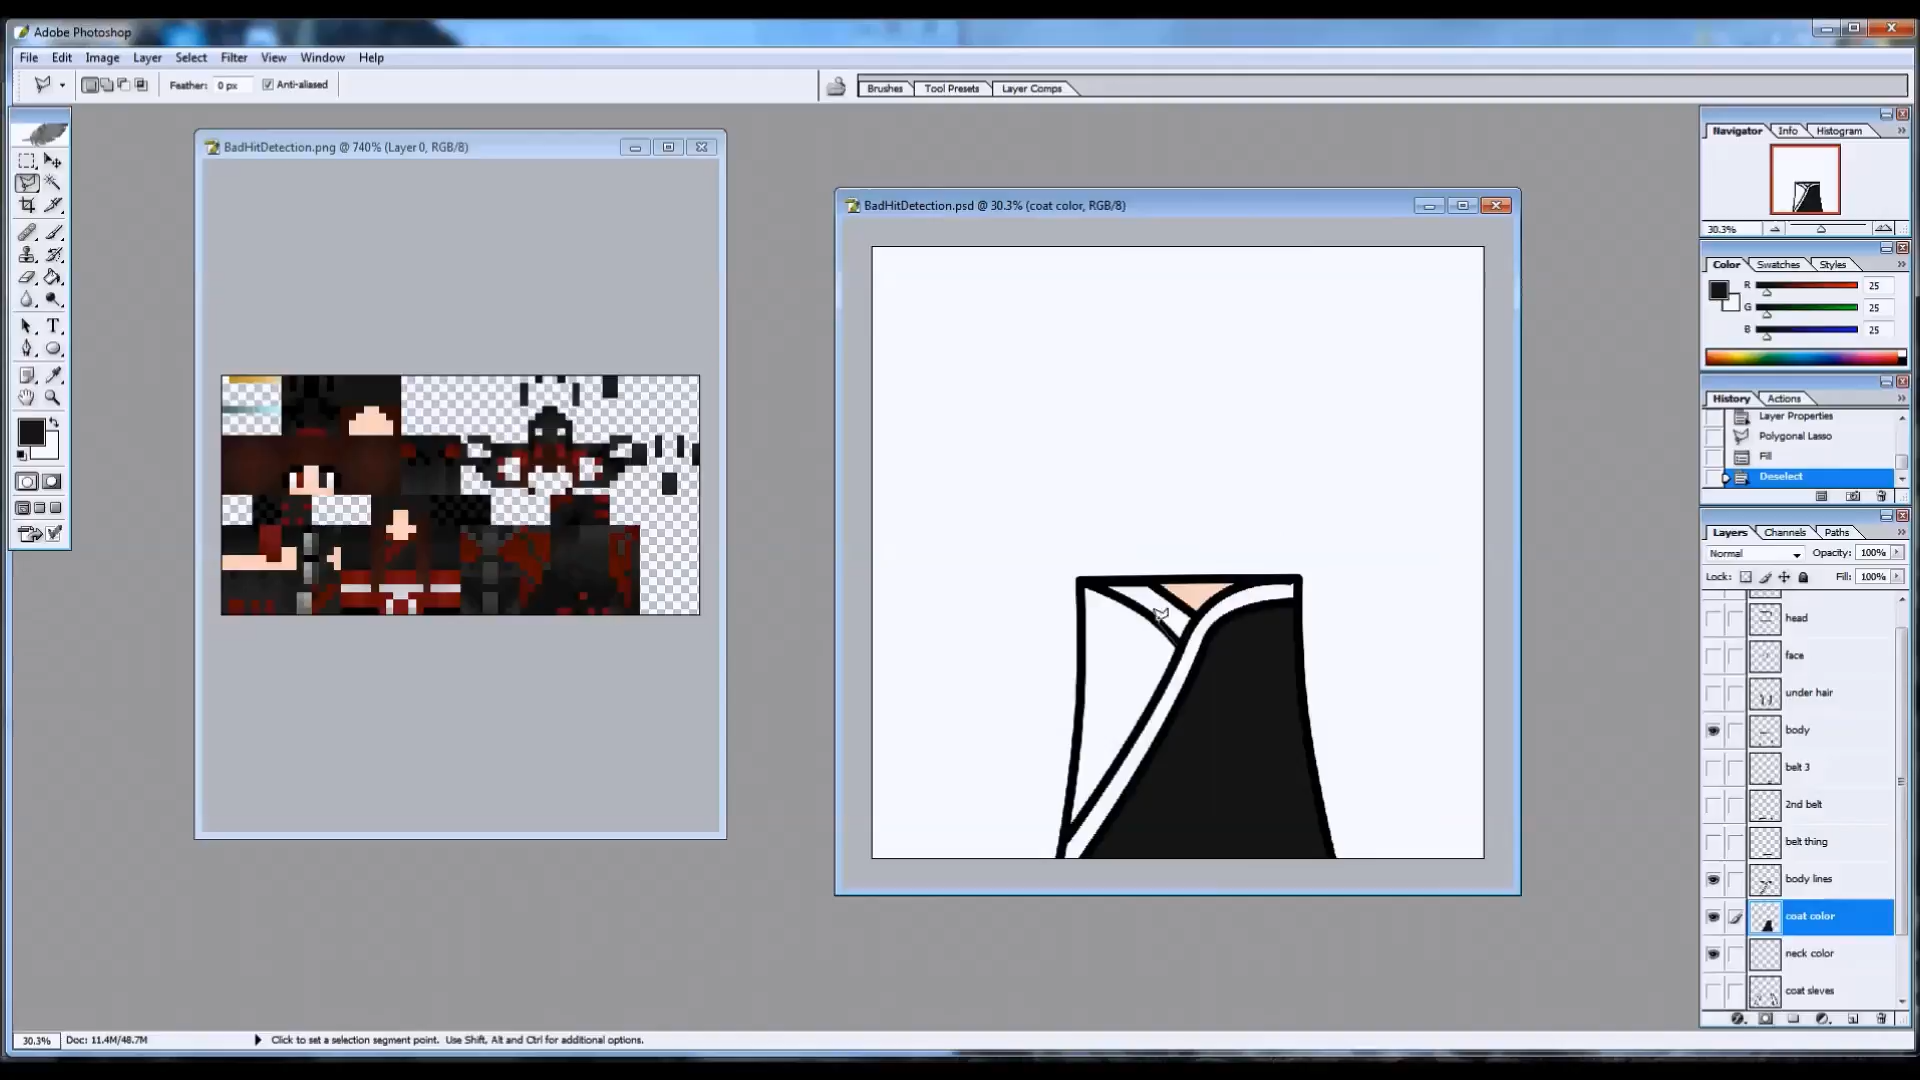 Adobe Photoshop
File Edit Image Layer Select Filter View Window Help
Feather: 0 px Anti-aliased
Brushes Tool Presets Layer Comps
BadHitDetection.png @ 740% (Layer 0, RGB/8)
BadHitDetection.psd @ 30.3% (coat color, RGB/8)
Navigator Info Histogram
30.3%
Color Swatches Styles
R 25
G 25
B 25
History Actions
Layer Properties
Polygonal Lasso
Fill
Deselect
Layers Channels Paths
Normal Opacity: 100%
Lock: Fill: 100%
head
face
under hair
body
belt 3
2nd belt
belt thing
body lines
coat color
neck color
coat sleves
30.3% Doc: 11.4M/48.7M Click to set a selection segment point. Use Shift, Alt and Ctrl for additional options.